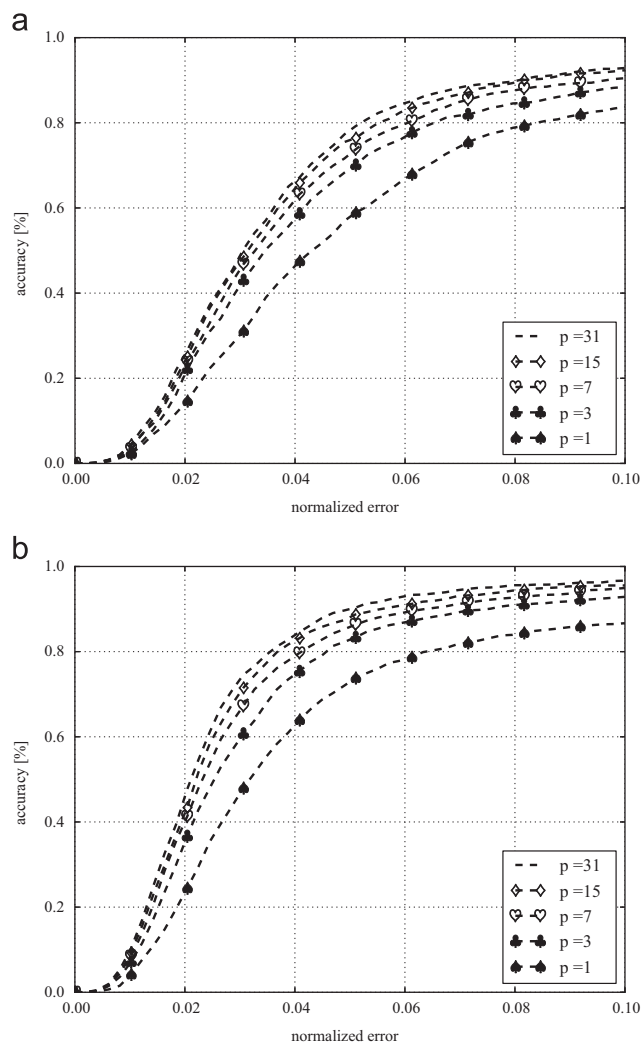 a
1.0
0.8
0.6
0.4
0.2
0.0
accuracy [%]
p =31
p =15
p =7
p =3
p =1
0.00 0.02 0.04 0.06 0.08 0.10
normalized error
b
1.0
0.8
0.6
0.4
0.2
0.0
accuracy [%]
p =31
p =15
p =7
p =3
p =1
0.00 0.02 0.04 0.06 0.08 0.10
normalized error